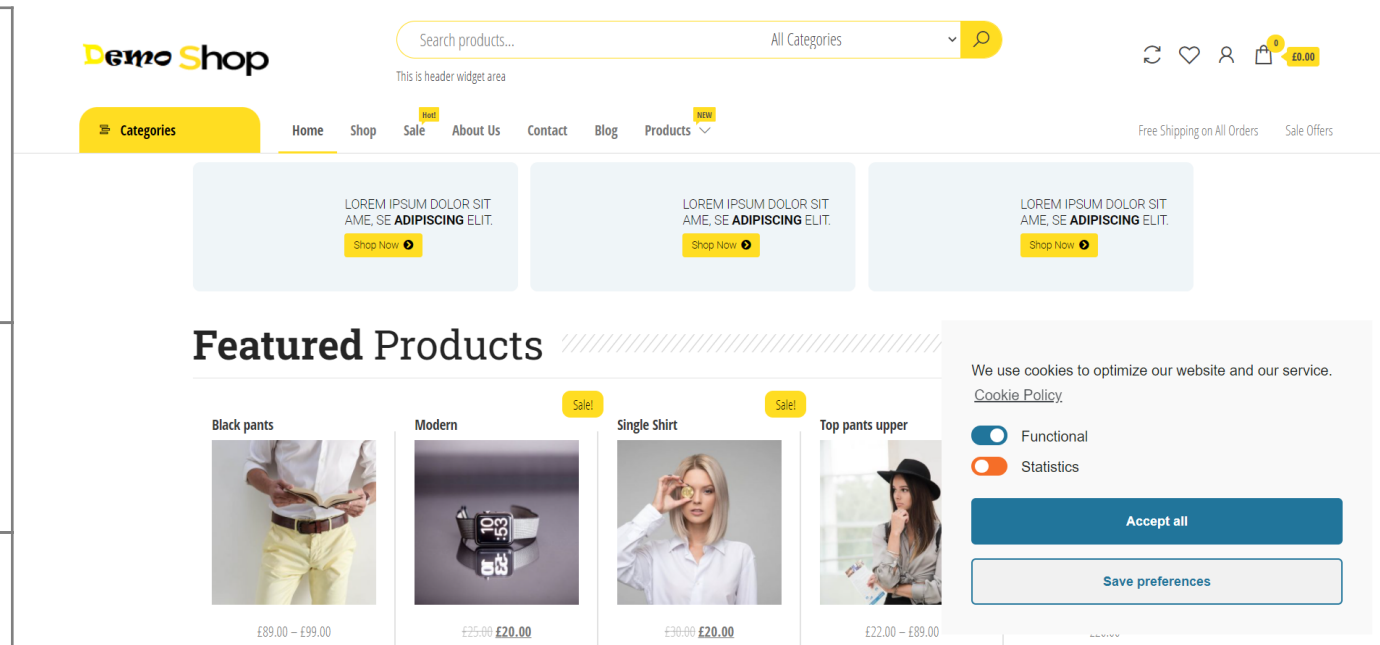 Demo Shop
Search products...
All Categories
This is header widget area
0
£0.00
Categories
Home
Shop
Sale
Hot!
About Us
Contact
Blog
Products
NEW
Free Shipping on All Orders
Sale Offers
LOREM IPSUM DOLOR SIT
AME, SE ADIPISCING ELIT.
Shop Now
LOREM IPSUM DOLOR SIT
AME, SE ADIPISCING ELIT.
Shop Now
LOREM IPSUM DOLOR SIT
AME, SE ADIPISCING ELIT.
Shop Now
Featured Products
Black pants
£89.00 – £99.00
Sale!
Modern
10
:53
£25.00 £20.00
Sale!
Single Shirt
£30.00 £20.00
Top pants upper
£22.00 – £89.00
We use cookies to optimize our website and our service.
Cookie Policy
Functional
Statistics
Accept all
Save preferences